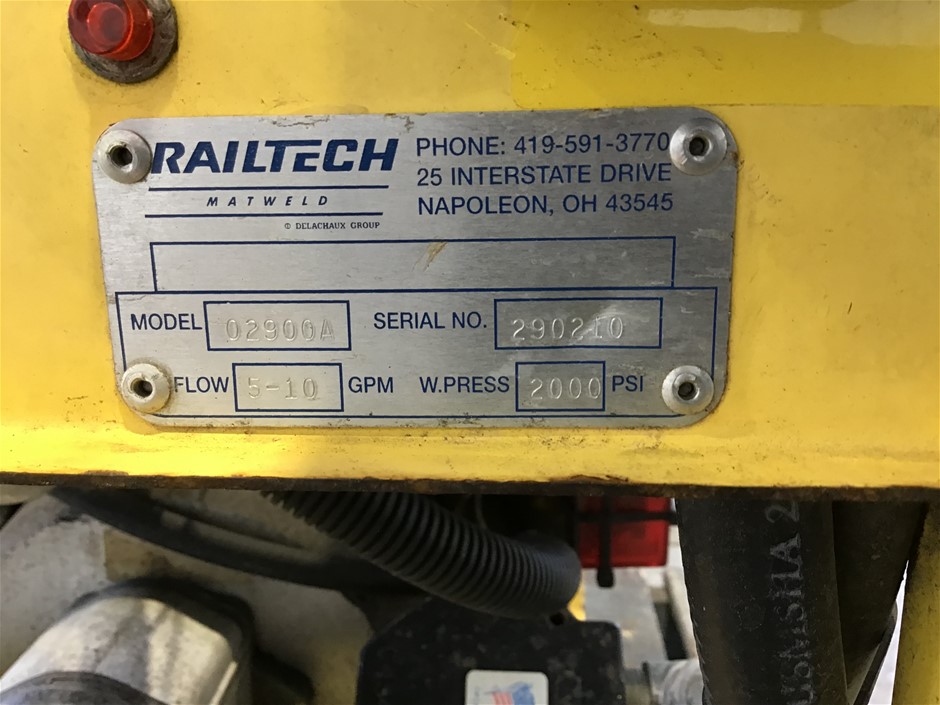 RAILTECH
MATWELD
© DELACHAUX GROUP
PHONE: 419-591-3770
25 INTERSTATE DRIVE
NAPOLEON, OH 43545
MODEL 02900A SERIAL NO. 290210
FLOW 5-10 GPM W.PRESS 2000 PSI